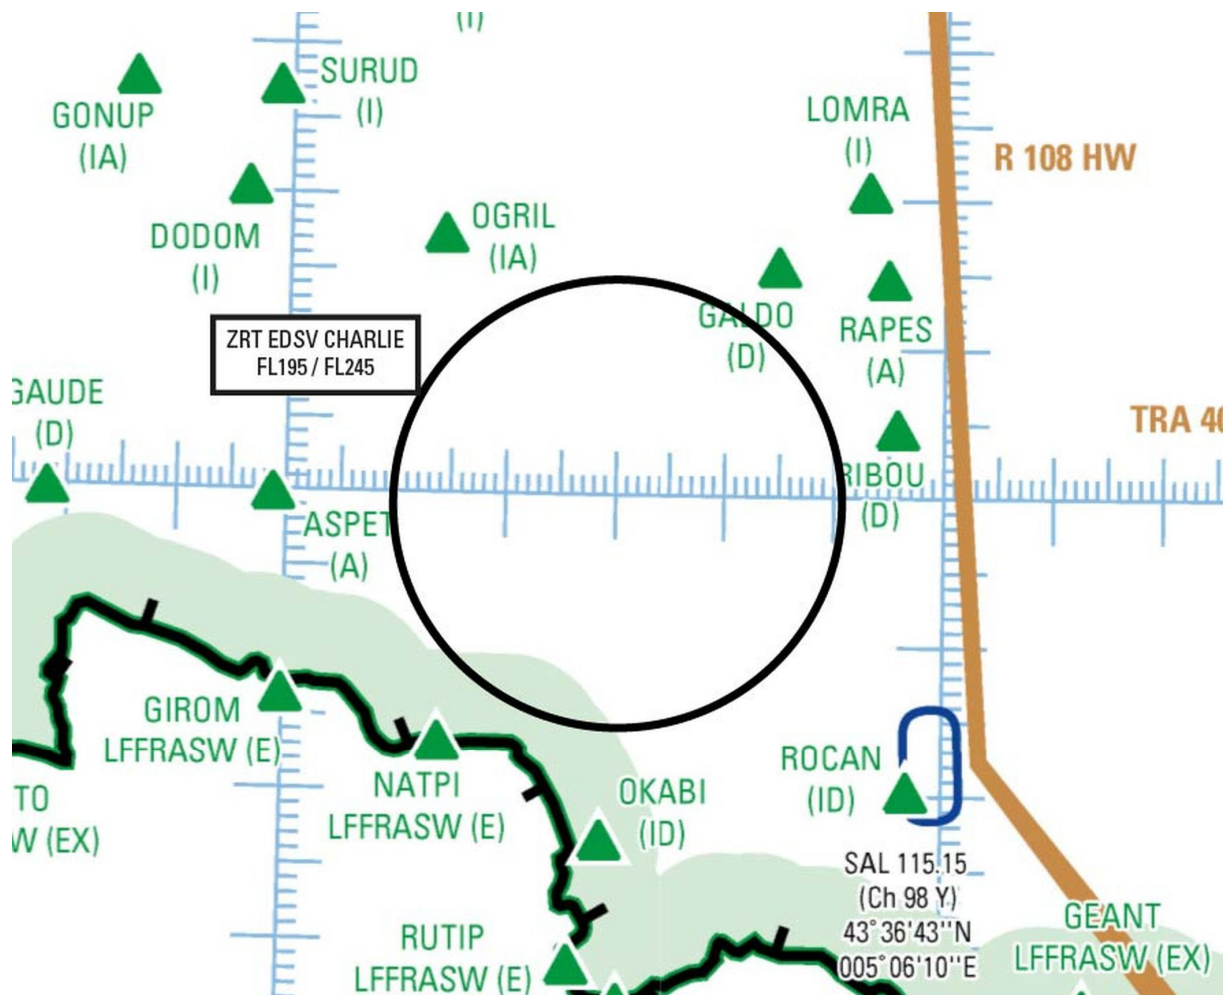 (I)
SURUD
(I)
GONUP
(IA)
LOMRA
(I)
R 108 HW
DODOM
(I)
OGRIL
(IA)
GALDO
(D)
RAPES
(A)
ZRT EDSV CHARLIE
FL195 / FL245
GAUDE
(D)
TRA 40
RIBOU
(D)
ASPET
(A)
GIROM
LFFRASW (E)
NATPI
LFFRASW (E)
ROCAN
(ID)
OKABI
(ID)
TO
W (EX)
SAL 115.15
(Ch 98 Y)
43°36'43''N
005°06'10''E
GEANT
LFFRASW (EX)
RUTIP
LFFRASW (E)